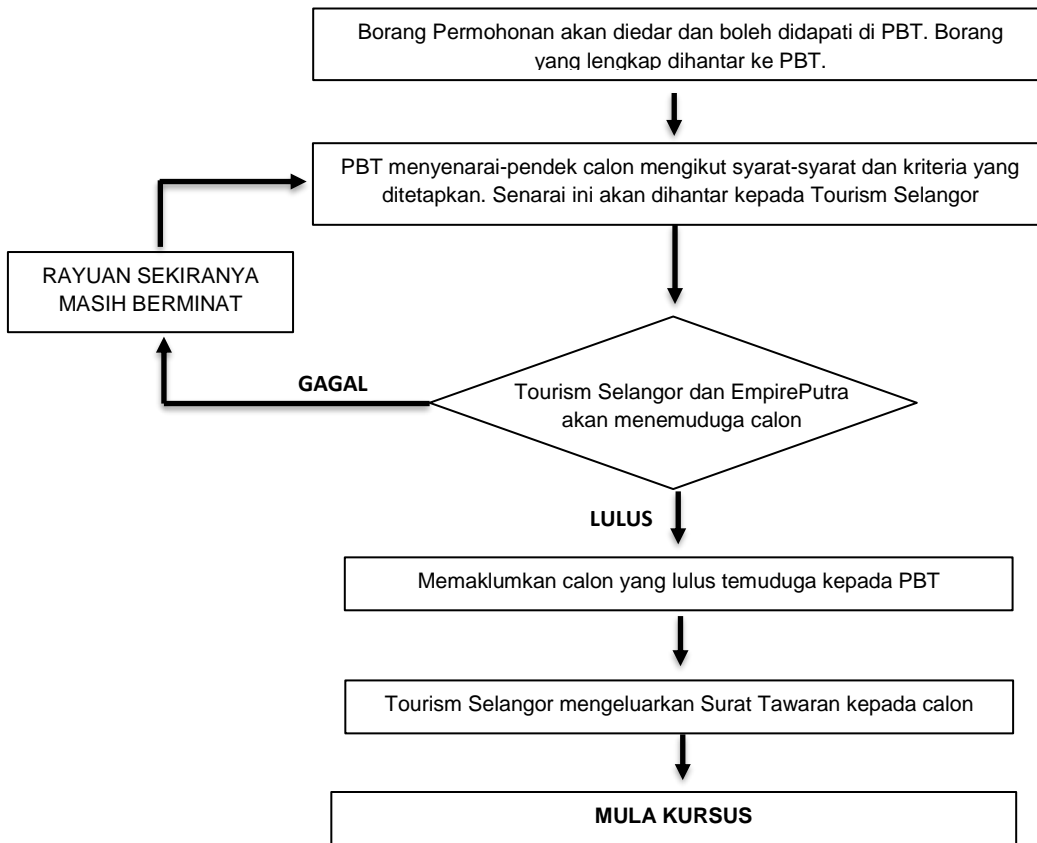 Borang Permohonan akan diedar dan boleh didapati di PBT. Borang
yang lengkap dihantar ke PBT.
PBT menyenarai-pendek calon mengikut syarat-syarat dan kriteria yang
ditetapkan. Senarai ini akan dihantar kepada Tourism Selangor
RAYUAN SEKIRANYA
MASIH BERMINAT
GAGAL
Tourism Selangor dan EmpirePutra
akan menemuduga calon
LULUS
Memaklumkan calon yang lulus temuduga kepada PBT
Tourism Selangor mengeluarkan Surat Tawaran kepada calon
MULA KURSUS